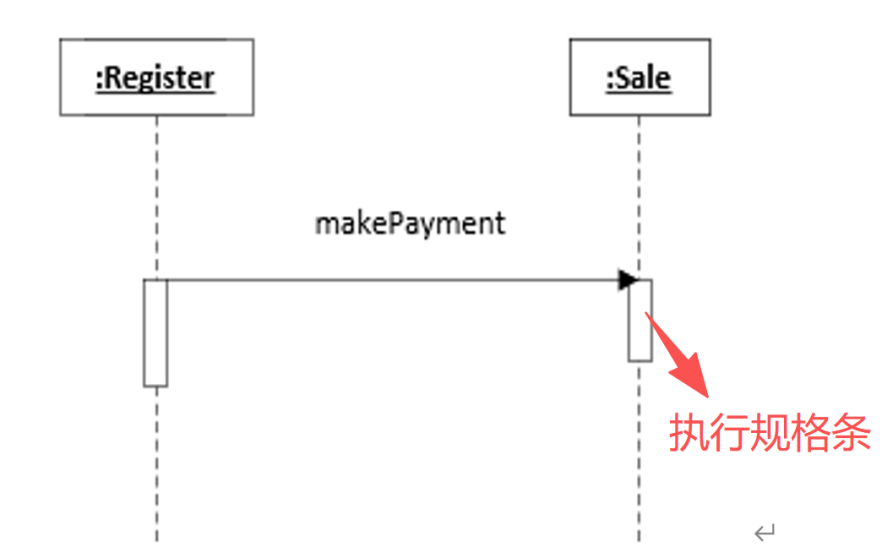 :Register
:Sale
makePayment
执行规格条